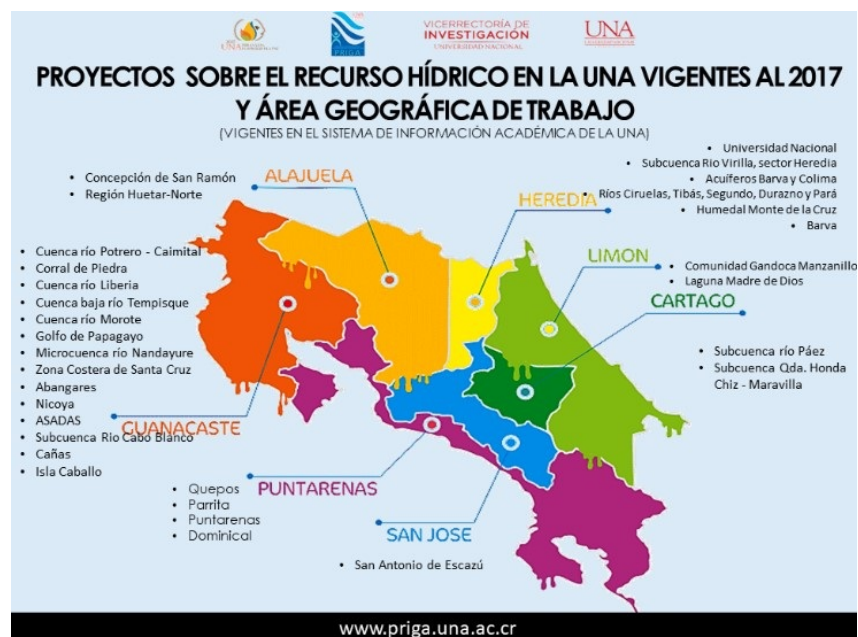 UNA
PRIGA
VICERRECTORÍA DE
INVESTIGACIÓN
UNIVERSIDAD NACIONAL
UNA
PROYECTOS SOBRE EL RECURSO HÍDRICO EN LA UNA VIGENTES AL 2017
Y ÁREA GEOGRÁFICA DE TRABAJO
(VIGENTES EN EL SISTEMA DE INFORMACIÓN ACADÉMICA DE LA UNA)
ALAJUELA
• Concepción de San Ramón
• Región Huetar-Norte
HEREDIA
• Universidad Nacional
• Subcuenca Rio Virilla, sector Heredia
• Acuíferos Barva y Colima
• Ríos Ciruelas, Tibás, Segundo, Durazno y Pará
• Humedal Monte de la Cruz
• Barva
LIMON
• Comunidad Gandoca Manzanillo
• Laguna Madre de Dios
CARTAGO
• Subcuenca río Páez
• Subcuenca Qda. Honda
Chiz - Maravilla
• Cuenca río Potrero - Caimital
• Corral de Piedra
• Cuenca río Liberia
• Cuenca baja río Tempisque
• Cuenca río Morote
• Golfo de Papagayo
• Microcuenca río Nandayure
• Zona Costera de Santa Cruz
• Abangares
• Nicoya
• ASADAS
• Subcuenca Rio Cabo Blanco
• Cañas
• Isla Caballo
GUANACASTE
PUNTARENAS
• Quepos
• Parrita
• Puntarenas
• Dominical
SAN JOSE
• San Antonio de Escazú
www.priga.una.ac.cr